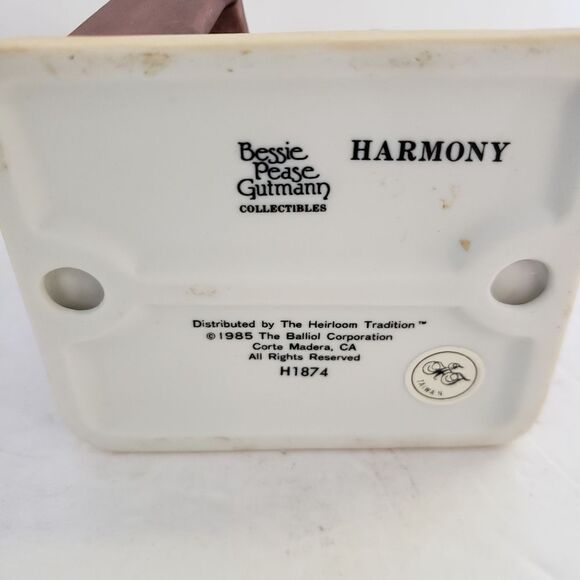 Bessie
Pease
Gutmann
COLLECTIBLES
HARMONY
Distributed by The Heirloom Tradition™
©1985 The Balliol Corporation
Corte Madera, CA
All Rights Reserved
H1874
TAIWAN